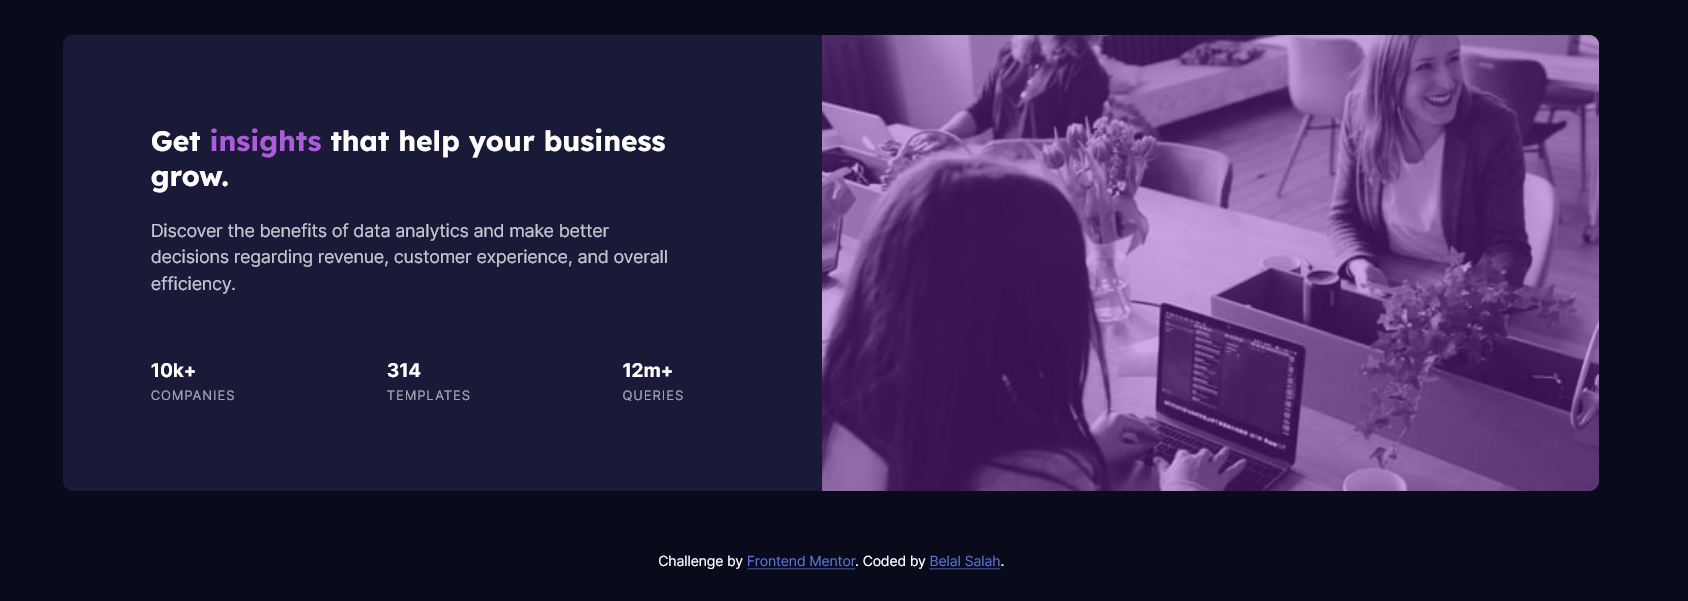 Get insights that help your business
grow.
Discover the benefits of data analytics and make better
decisions regarding revenue, customer experience, and overall
efficiency.
10k+
COMPANIES
314
TEMPLATES
12m+
QUERIES
Challenge by Frontend Mentor. Coded by Belal Salah.